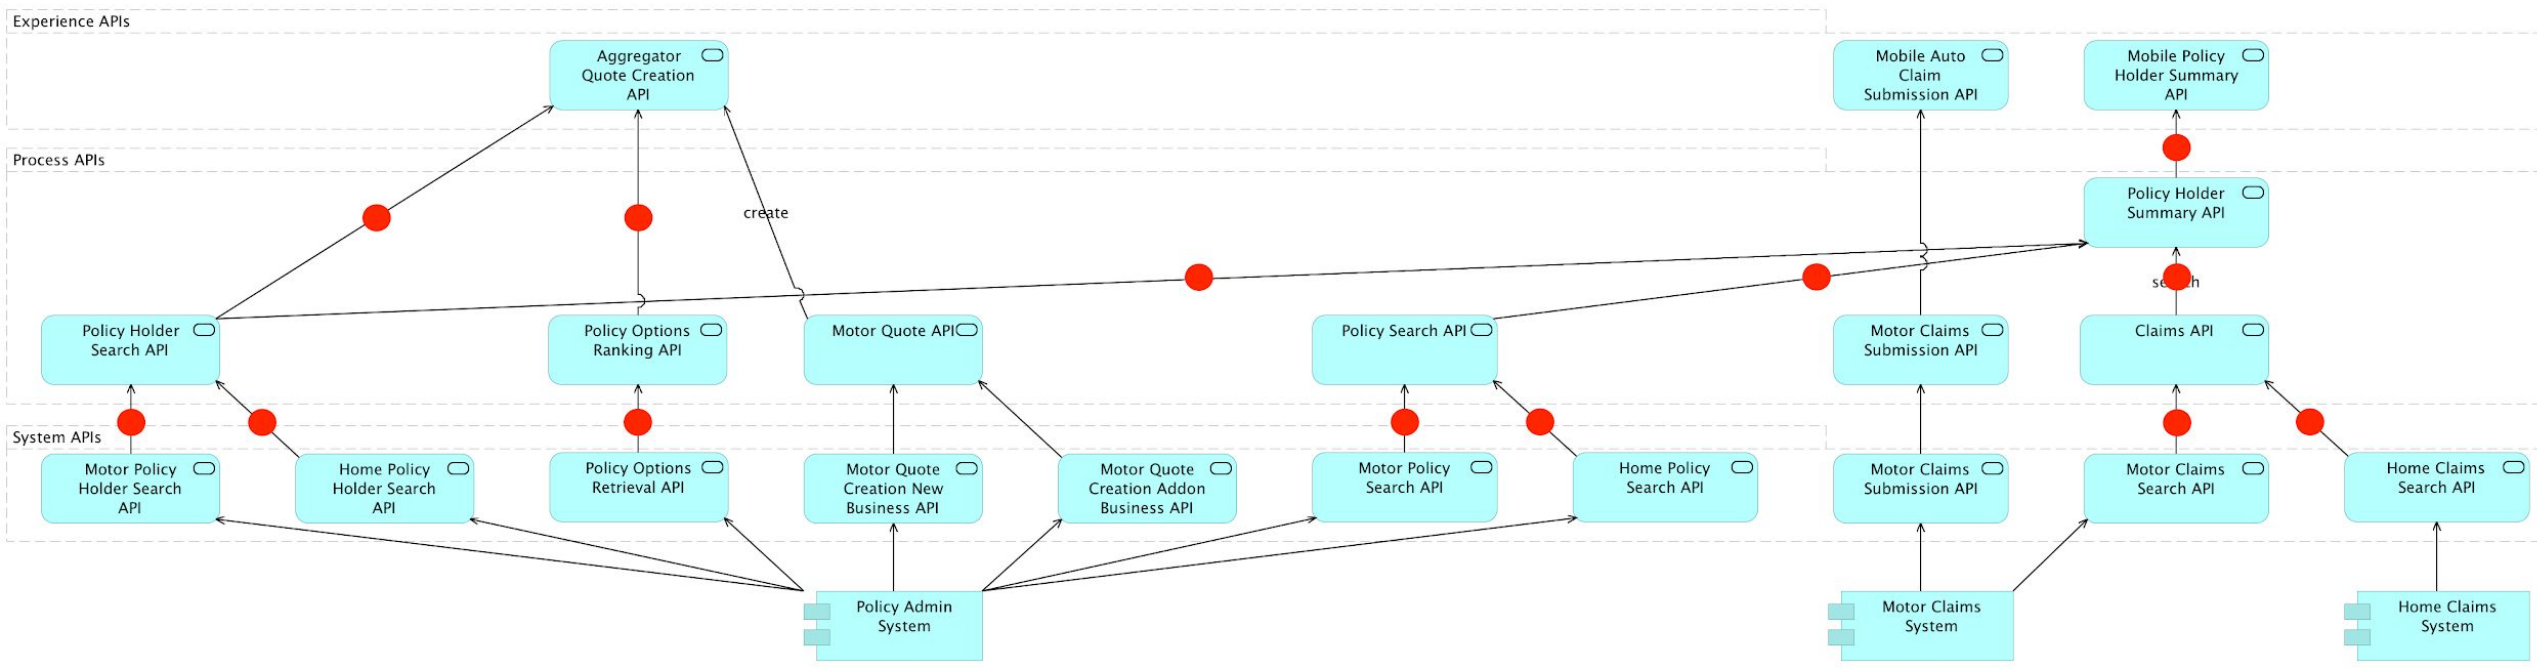 Experience APIs
Aggregator
Quote Creation
API
Mobile Auto
Claim
Submission API
Mobile Policy
Holder Summary
API
Process APIs
Policy Holder
Summary API
create
search
Policy Holder
Search API
Policy Options
Ranking API
Motor Quote API
Policy Search API
Motor Claims
Submission API
Claims API
System APIs
Motor Policy
Holder Search
API
Home Policy
Holder Search
API
Policy Options
Retrieval API
Motor Quote
Creation New
Business API
Motor Quote
Creation Addon
Business API
Motor Policy
Search API
Home Policy
Search API
Motor Claims
Submission API
Motor Claims
Search API
Home Claims
Search API
Policy Admin
System
Motor Claims
System
Home Claims
System